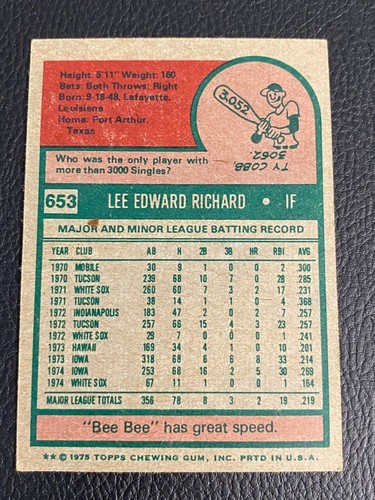 Height: 5'11" Weight: 160
Bats: Both Throws: Right
Born: 9-18-48, Lafayette,
Louisiana
Home: Port Arthur,
Texas
3,052
TY COBB,
3052.
Who was the only player with
more than 3000 Singles?
653 LEE EDWARD RICHARD • IF
MAJOR AND MINOR LEAGUE BATTING RECORD
YEAR CLUB AB H 2B 3B HR RBI AVG
1970 MOBILE 30 9 1 0 0 2 .300
1970 TUCSON 239 68 10 7 0 28 .285
1971 WHITE SOX 260 60 7 3 2 17 .231
1971 TUCSON 38 14 1 1 0 4 .368
1972 INDIANAPOLIS 183 47 2 0 2 7 .257
1972 TUCSON 257 66 15 4 3 23 .257
1972 WHITE SOX 29 7 0 0 0 1 .241
1973 HAWAII 169 34 2 4 0 10 .201
1973 IOWA 318 68 6 6 8 33 .214
1974 IOWA 253 68 14 2 5 30 .269
1974 WHITE SOX 67 11 1 0 0 1 .164
MAJOR LEAGUE TOTALS 356 78 8 3 2 19 .219
"Bee Bee" has great speed.
** © 1975 TOPPS CHEWING GUM, INC. PRTD IN U.S.A.